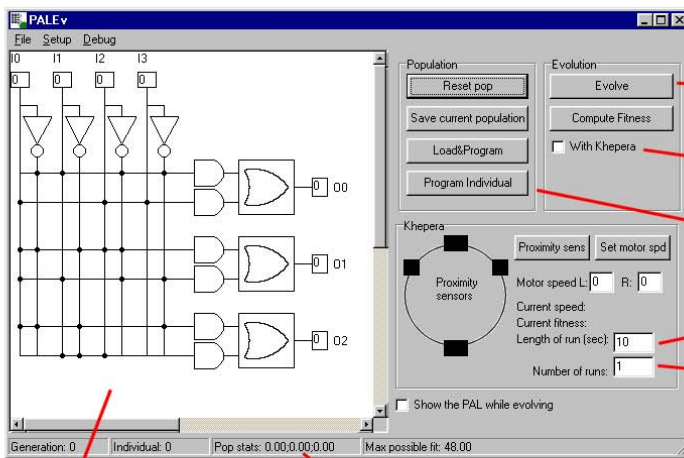 PALEv
File Setup Debug
I0 I1 I2 I3
0 0 0 0
0 O0
0 O1
0 O2
Population
Reset pop
Save current population
Load&Program
Program Individual
Evolution
Evolve
Compute Fitness
With Khepera
Khepera
Proximity
sensors
Proximity sens Set motor spd
Motor speed L: 0 R: 0
Current speed:
Current fitness:
Length of run (sec): 10
Number of runs: 1
Show the PAL while evolving
Generation: 0 Individual: 0 Pop stats: 0.00;0.00;0.00 Max possible fit: 48.00